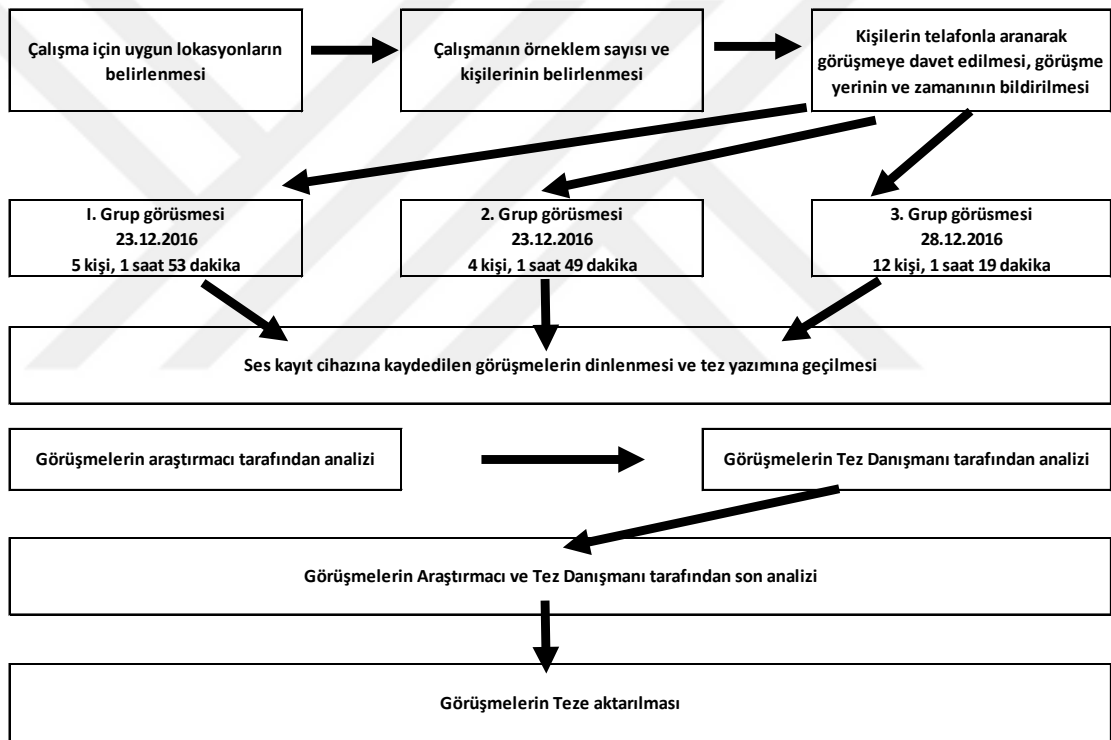 Çalışma için uygun lokasyonların
belirlenmesi
Çalışmanın örneklem sayısı ve
kişilerinin belirlenmesi
Kişilerin telefonla aranarak
görüşmeye davet edilmesi, görüşme
yerinin ve zamanının bildirilmesi
I. Grup görüsmesi
23.12.2016
5 kişi, 1 saat 53 dakika
2. Grup görüsmesi
23.12.2016
4 kişi, 1 saat 49 dakika
3. Grup görüsmesi
28.12.2016
12 kişi, 1 saat 19 dakika
Ses kayıt cihazına kaydedilen görüşmelerin dinlenmesi ve tez yazımına geçilmesi
Görüşmelerin araştırmacı tarafından analizi
Görüşmelerin Tez Danışmanı tarafından analizi
Görüşmelerin Araştırmacı ve Tez Danışmanı tarafından son analizi
Görüşmelerin Teze aktarılması